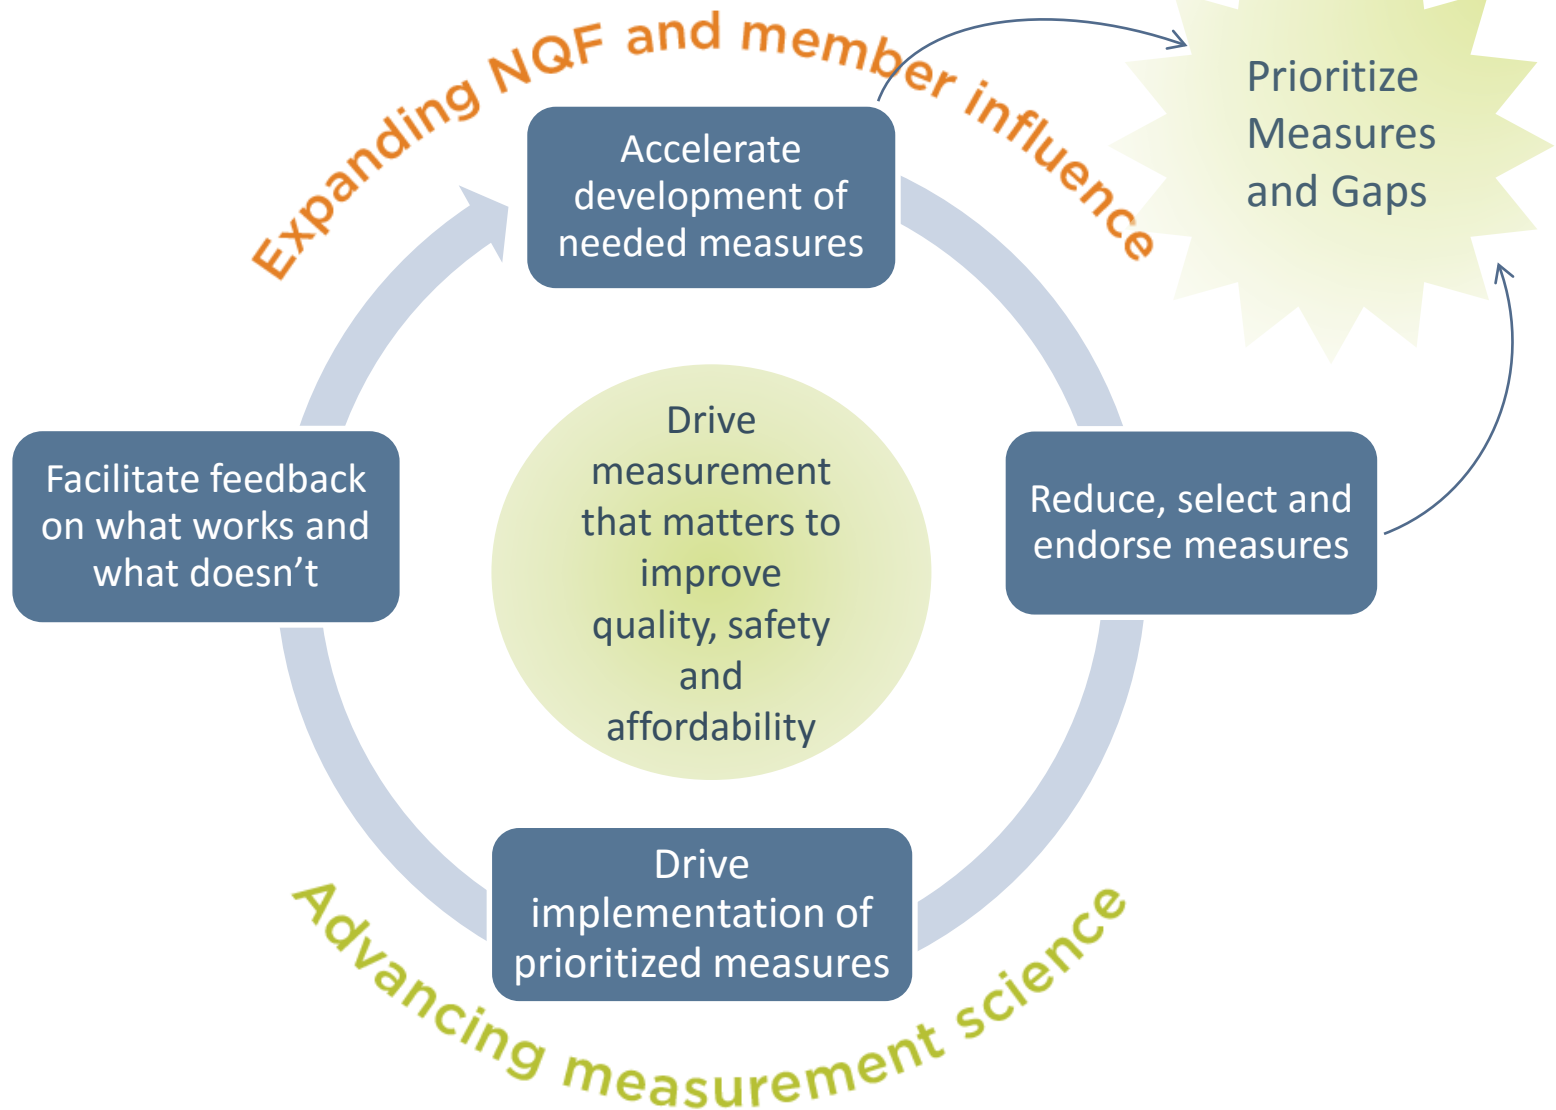 Expanding NQF and member influence
Prioritize
Measures
and Gaps
Accelerate
development of
needed measures
Drive
measurement
that matters to
improve
quality, safety
and
affordability
Facilitate feedback
on what works and
what doesn’t
Reduce, select and
endorse measures
Drive
implementation of
prioritized measures
Advancing measurement science